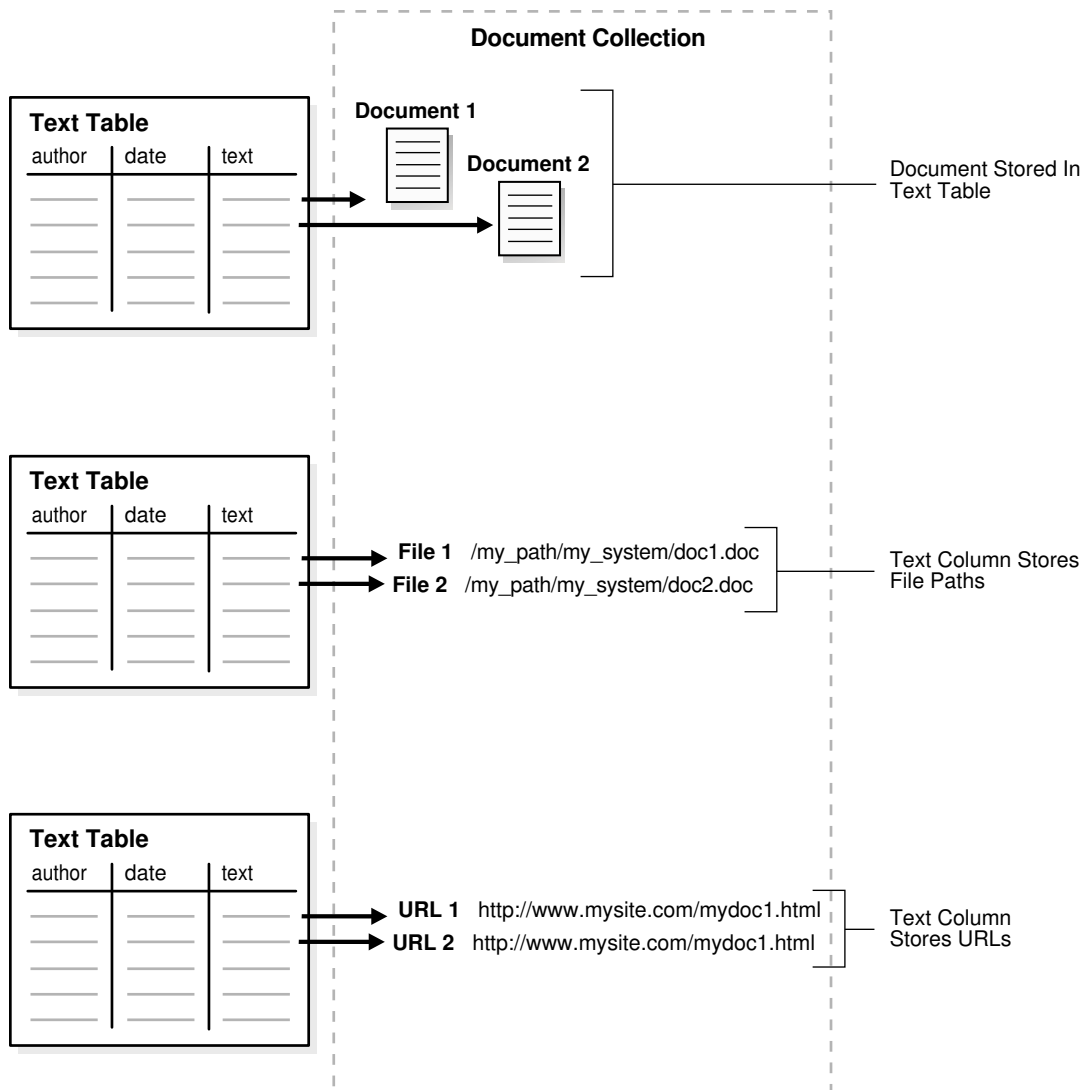 Document Collection
Document 1
Text Table
author date text
Document 2
Document Stored In
Text Table
Text Table
author date text
File 1 /my_path/my_system/doc1.doc
File 2 /my_path/my_system/doc2.doc
Text Column Stores
File Paths
Text Table
author date text
URL 1 http://www.mysite.com/mydoc1.html
URL 2 http://www.mysite.com/mydoc1.html
Text Column
Stores URLs